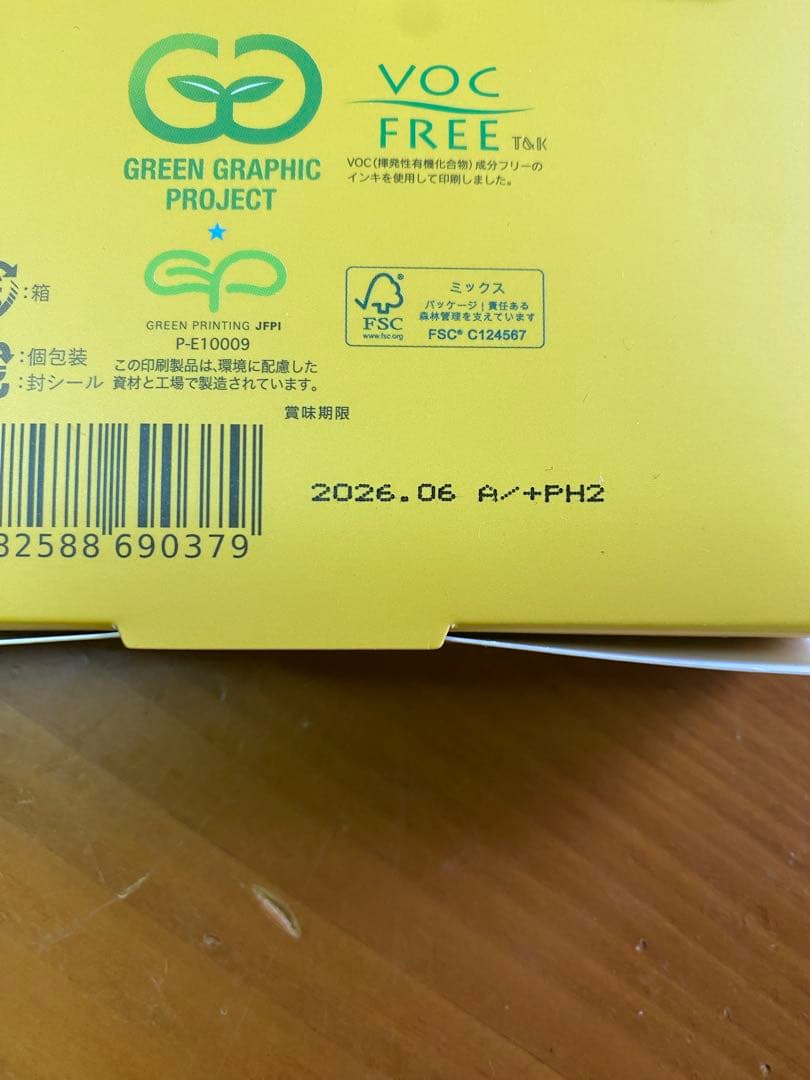 GREEN GRAPHIC
PROJECT
VOC
FREE T&K
VOC(揮発性有機化合物)成分フリーの
インキを使用して印刷しました。
GP
GREEN PRINTING JFPI
P-E10009
この印刷製品は、環境に配慮した
資材と工場で製造されています。
FSC®
www.fsc.org
ミックス
パッケージ|責任ある
森林管理を支えています
FSC® C124567
:箱
:個包装
:封シール
賞味期限
2026.06 A/+PH2
82588 690379